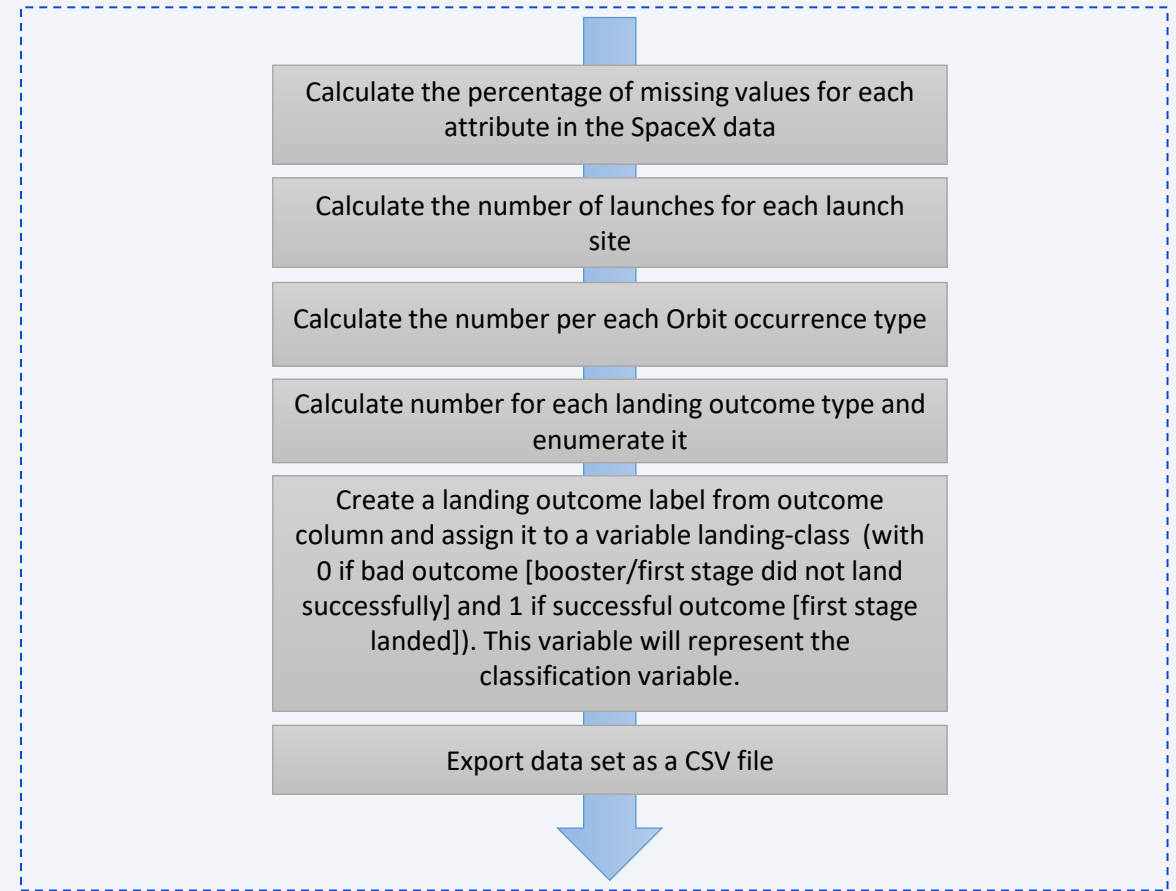 Calculate the percentage of missing values for each
attribute in the SpaceX data
Calculate the number of launches for each launch
site
Calculate the number per each Orbit occurrence type
Calculate number for each landing outcome type and
enumerate it
Create a landing outcome label from outcome
column and assign it to a variable landing-class  (with
0 if bad outcome [booster/first stage did not land
successfully] and 1 if successful outcome [first stage
landed]). This variable will represent the
classification variable.
Export data set as a CSV file